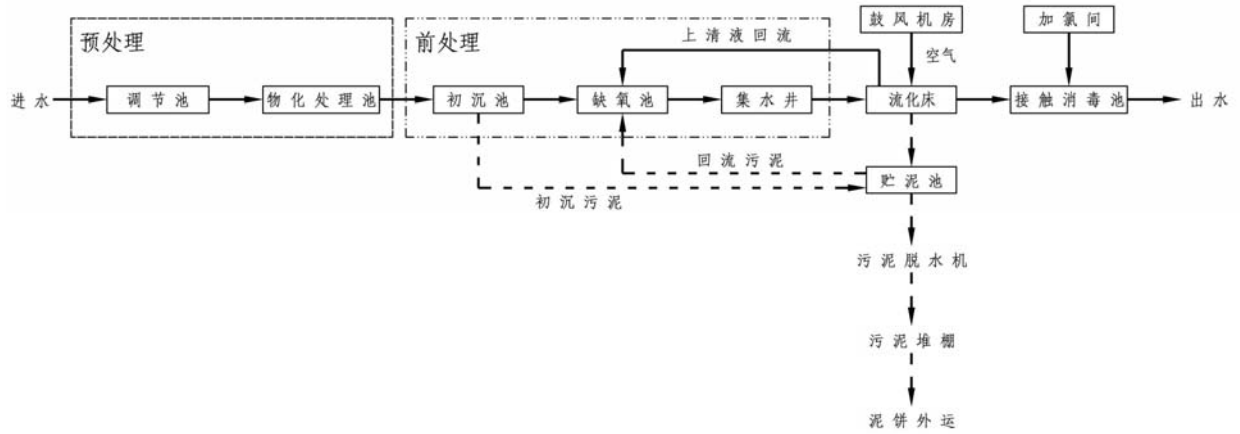 鼓风机房
加氯间
预处理
前处理
上清液回流
空气
进水
调节池
物化处理池
初沉池
缺氧池
集水井
流化床
接触消毒池
出水
回流污泥
贮泥池
初沉污泥
污泥脱水机
污泥堆棚
泥饼外运